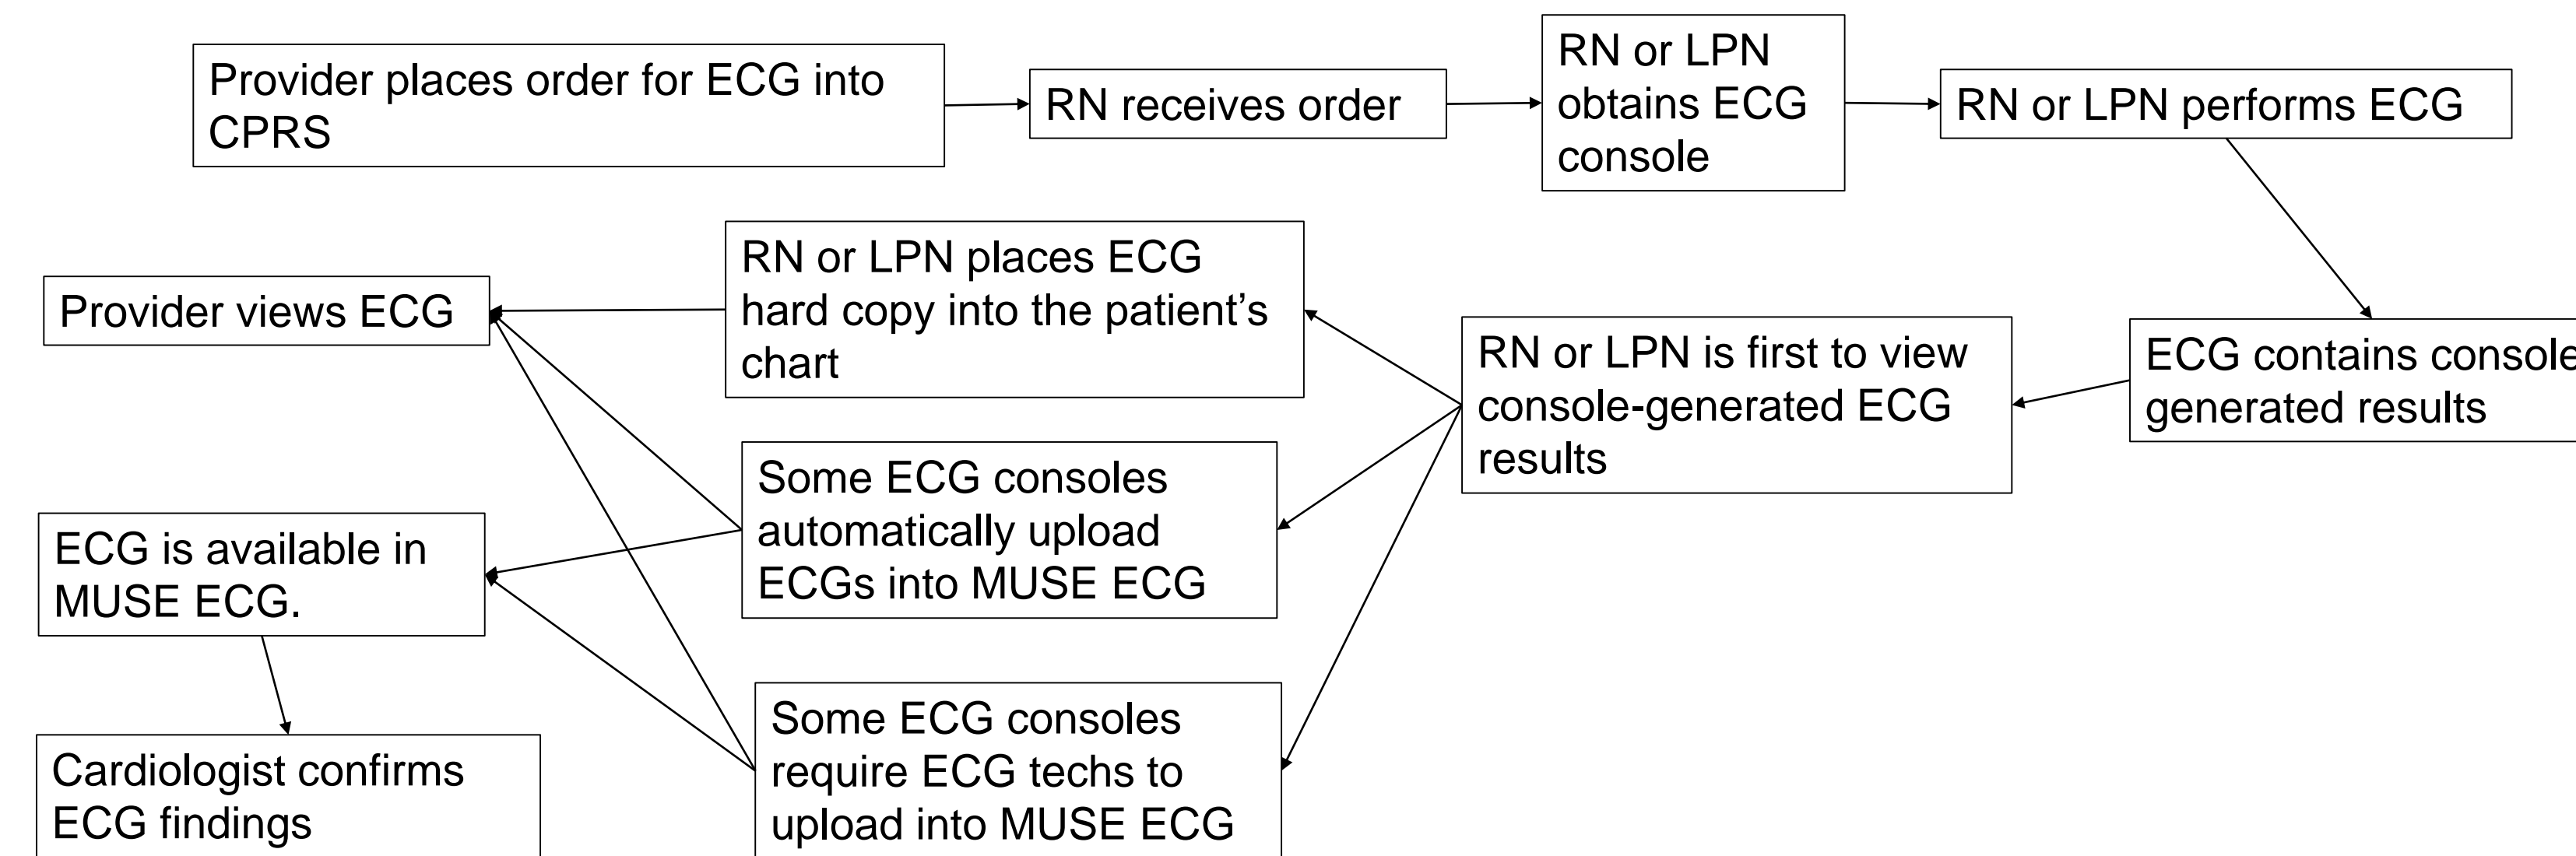 Provider places order for ECG into
CPRS
RN receives order
RN or LPN
obtains ECG
console
RN or LPN performs ECG
ECG contains console
generated results
RN or LPN is first to view
console-generated ECG
results
RN or LPN places ECG
hard copy into the patient’s
chart
Some ECG consoles
automatically upload
ECGs into MUSE ECG
Some ECG consoles
require ECG techs to
upload into MUSE ECG
Provider views ECG
ECG is available in
MUSE ECG.
Cardiologist confirms
ECG findings